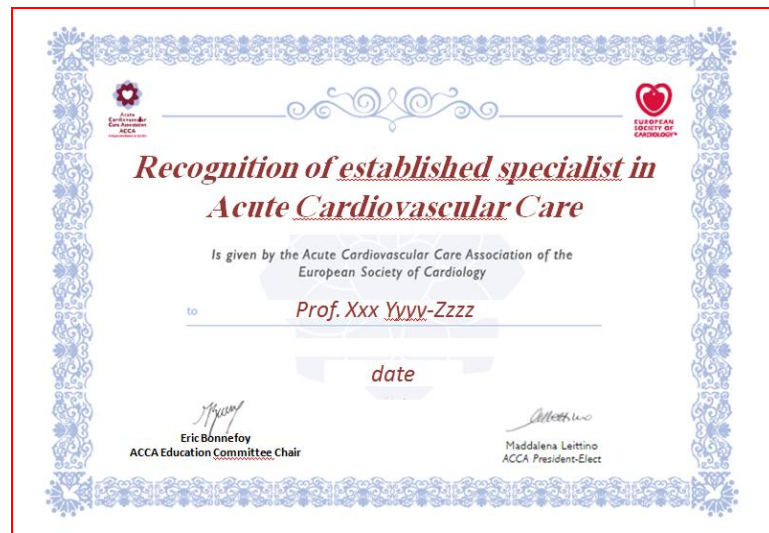 Acute
Cardiovascular
Care Association
ACCA
EUROPEAN
SOCIETY OF
CARDIOLOGY®
Recognition of established specialist in
Acute Cardiovascular Care
Is given by the Acute Cardiovascular Care Association of the
European Society of Cardiology
to Prof. Xxx Yyyy-Zzzz
date
Eric Bonnefoy
ACCA Education Committee Chair
Maddalena Leittino
ACCA President-Elect